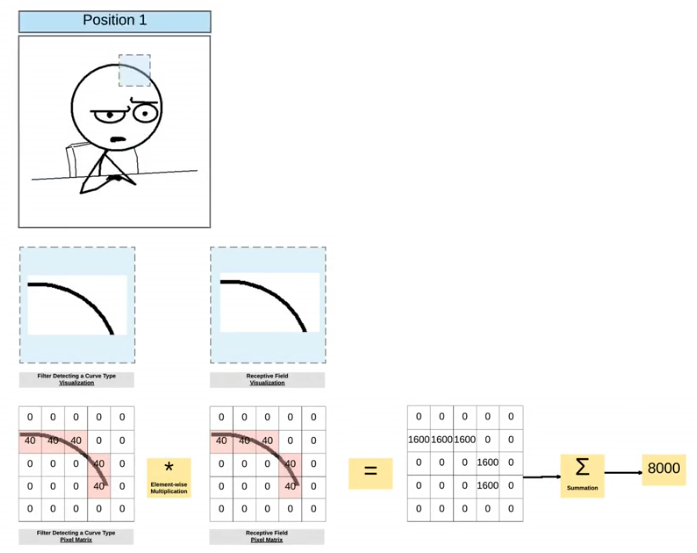 Position 1
Filter Detecting a Curve Type
Visualization
Receptive Field
Visualization
0 0 0 0 0
40 40 40 0 0
0 0 0 40 0
0 0 0 40 0
0 0 0 0 0
Filter Detecting a Curve Type
Pixel Matrix
*
Element-wise
Multiplication
0 0 0 0 0
40 40 40 0 0
0 0 0 40 0
0 0 0 40 0
0 0 0 0 0
Receptive Field
Pixel Matrix
=
0 0 0 0 0
1600 1600 1600 0 0
0 0 0 1600 0
0 0 0 1600 0
0 0 0 0 0
Σ
Summation
8000